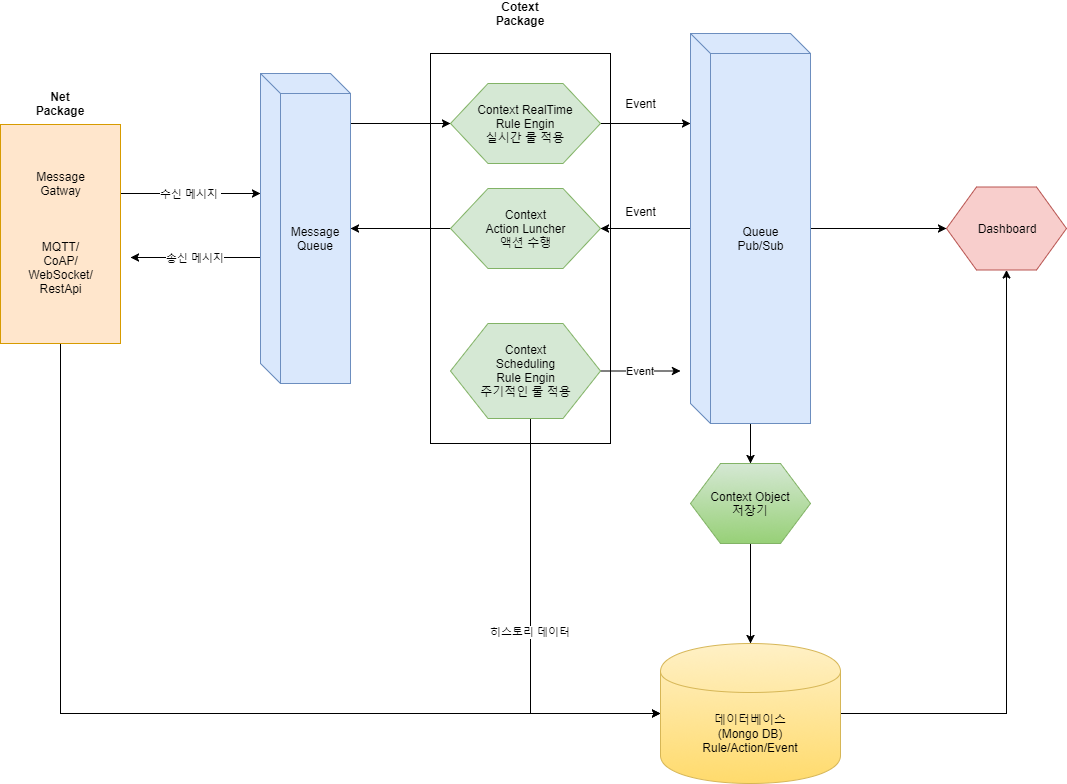 Cotext
Package
Net
Package
Message
Gatway
MQTT/
CoAP/
WebSocket/
RestApi
수신 메시지
송신 메시지
Message
Queue
Context RealTime
Rule Engin
실시간 룰 적용
Event
Context
Action Luncher
액션 수행
Event
Context
Scheduling
Rule Engin
주기적인 룰 적용
Event
Queue
Pub/Sub
Dashboard
Context Object
저장기
히스토리 데이터
데이터베이스
(Mongo DB)
Rule/Action/Event